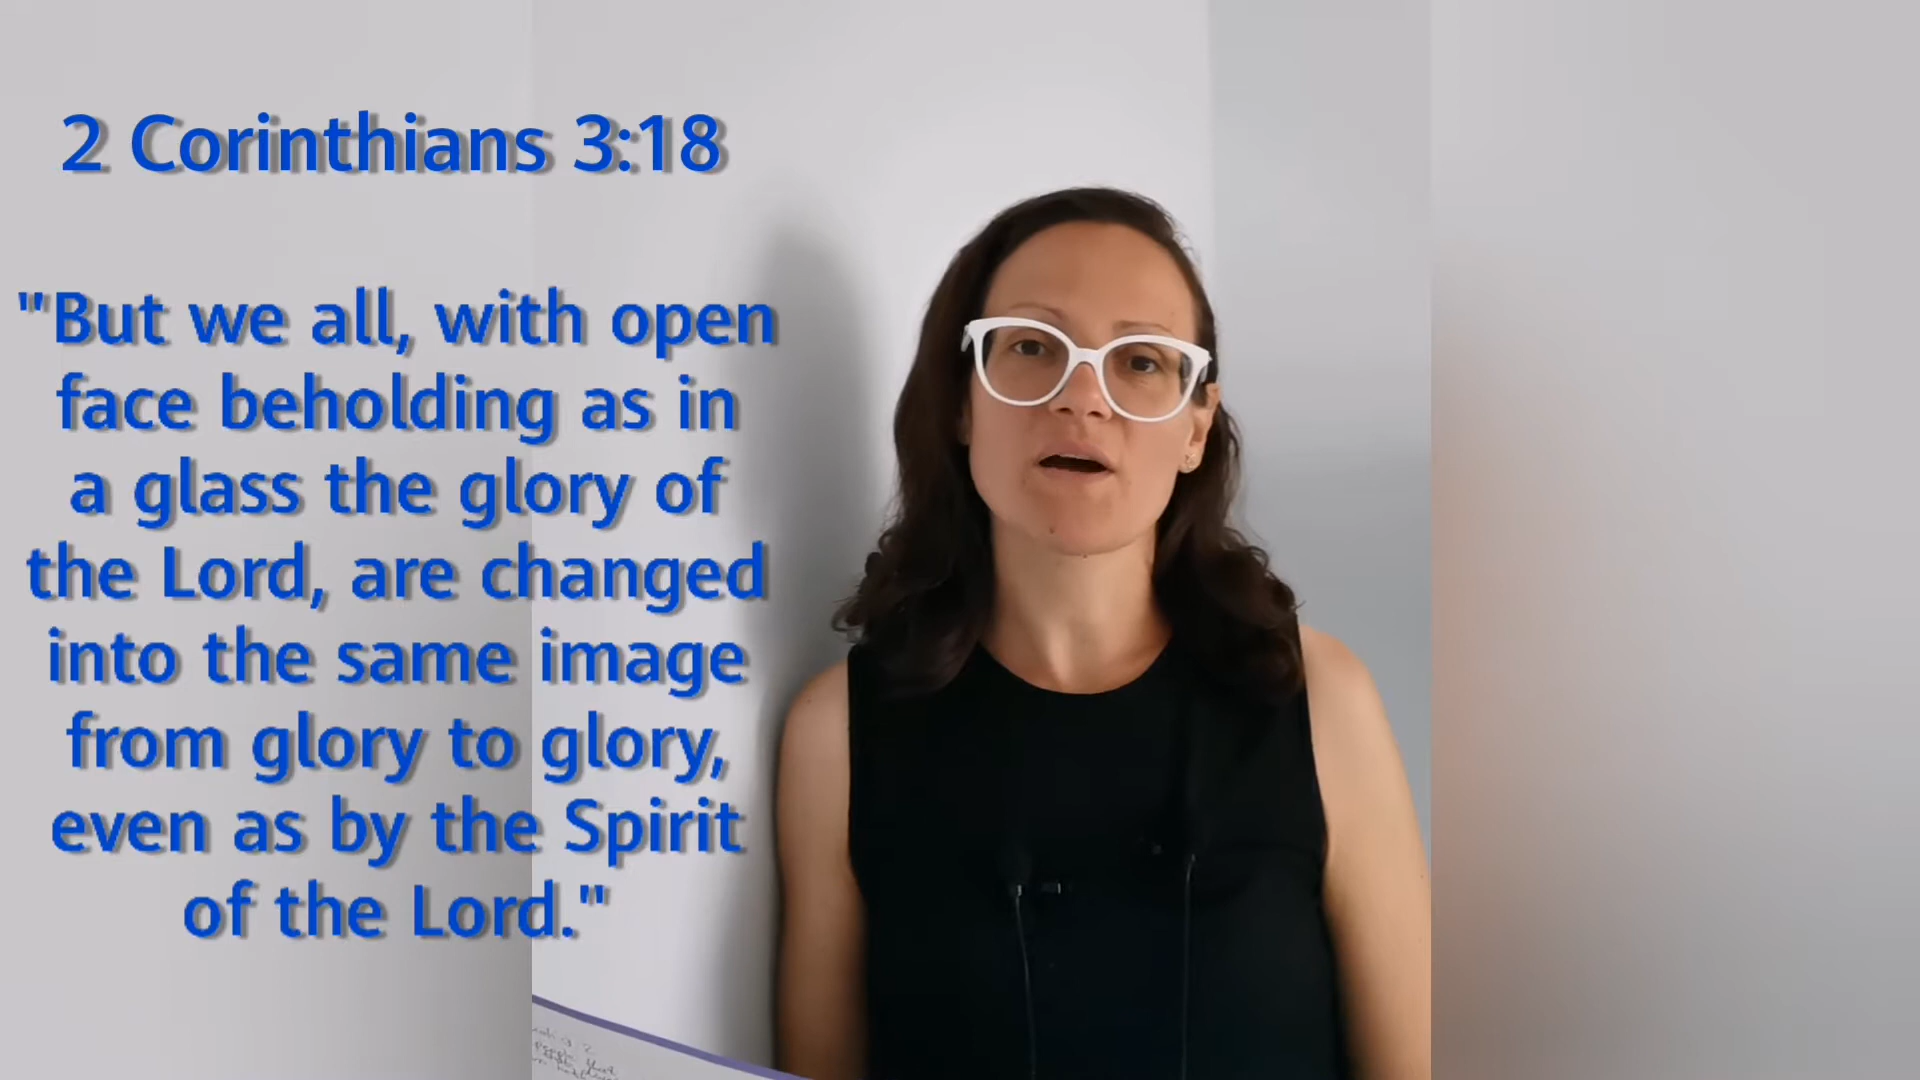 2 Corinthians 3:18
"But we all, with open
face beholding as in
a glass the glory of
the Lord, are changed
into the same image
from glory to glory,
even as by the Spirit
of the Lord."